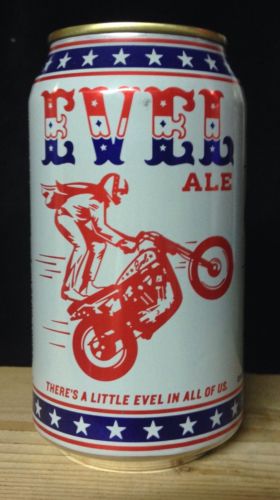 EVEL
ALE
THERE'S A LITTLE EVEL IN ALL OF US.